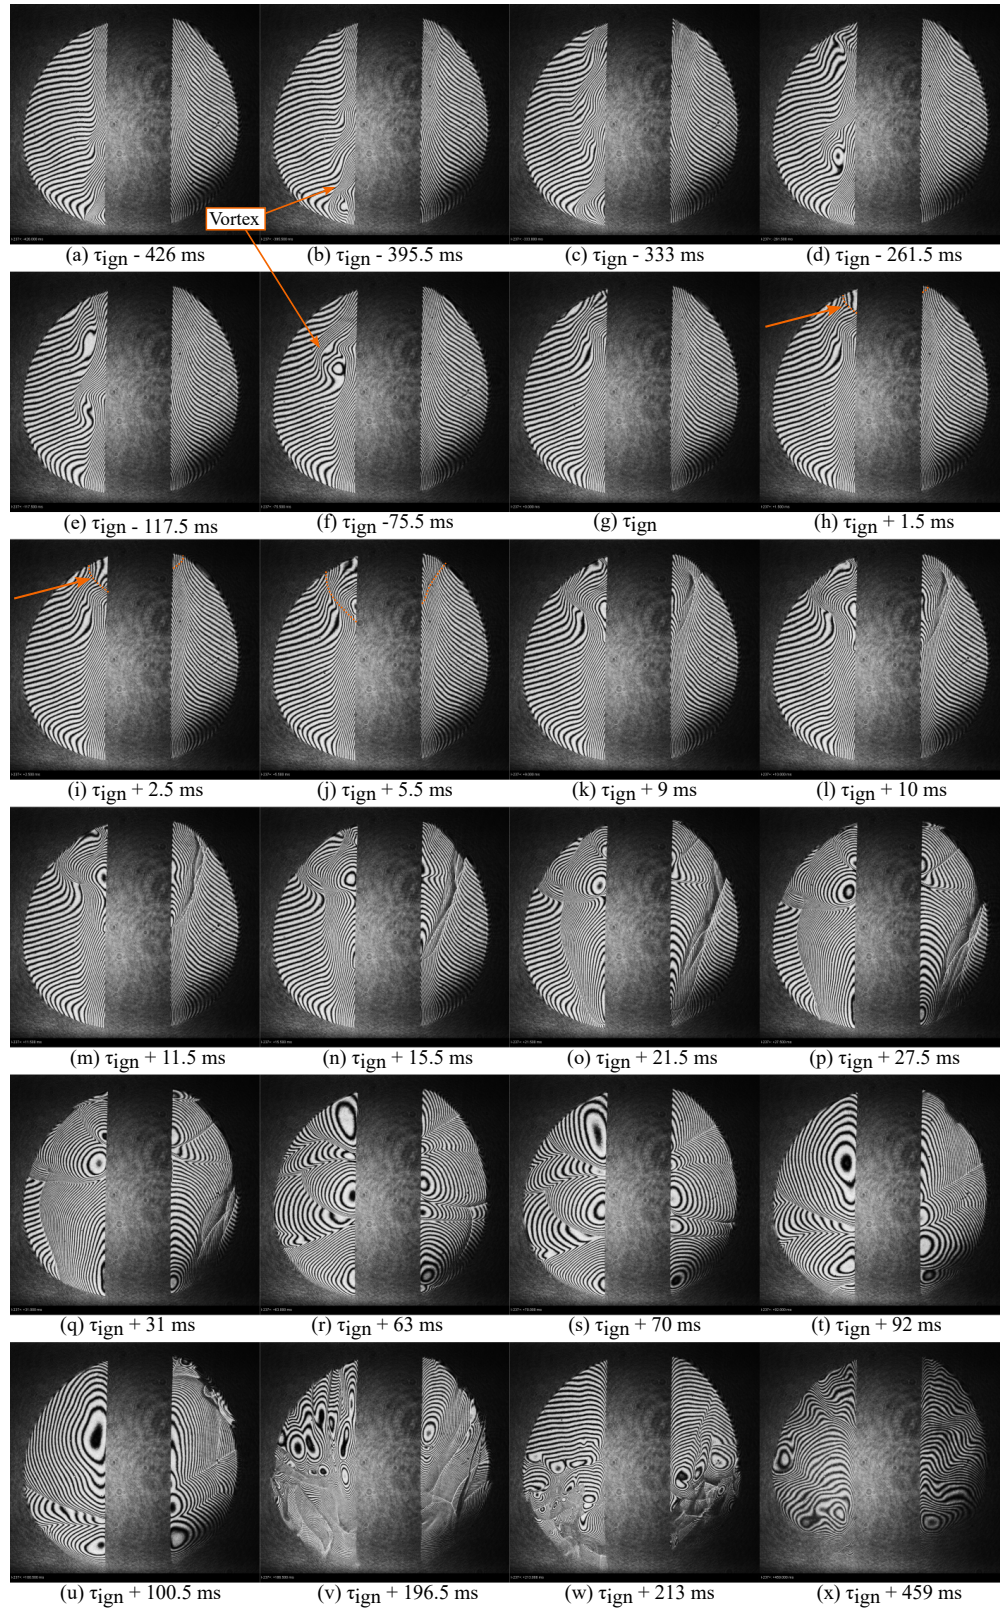 Vortex
(a) τign - 426 ms
(b) τign - 395.5 ms
(c) τign - 333 ms
(d) τign - 261.5 ms
(e) τign - 117.5 ms
(f) τign -75.5 ms
(g) τign
(h) τign + 1.5 ms
(i) τign + 2.5 ms
(j) τign + 5.5 ms
(k) τign + 9 ms
(l) τign + 10 ms
(m) τign + 11.5 ms
(n) τign + 15.5 ms
(o) τign + 21.5 ms
(p) τign + 27.5 ms
(q) τign + 31 ms
(r) τign + 63 ms
(s) τign + 70 ms
(t) τign + 92 ms
(u) τign + 100.5 ms
(v) τign + 196.5 ms
(w) τign + 213 ms
(x) τign + 459 ms